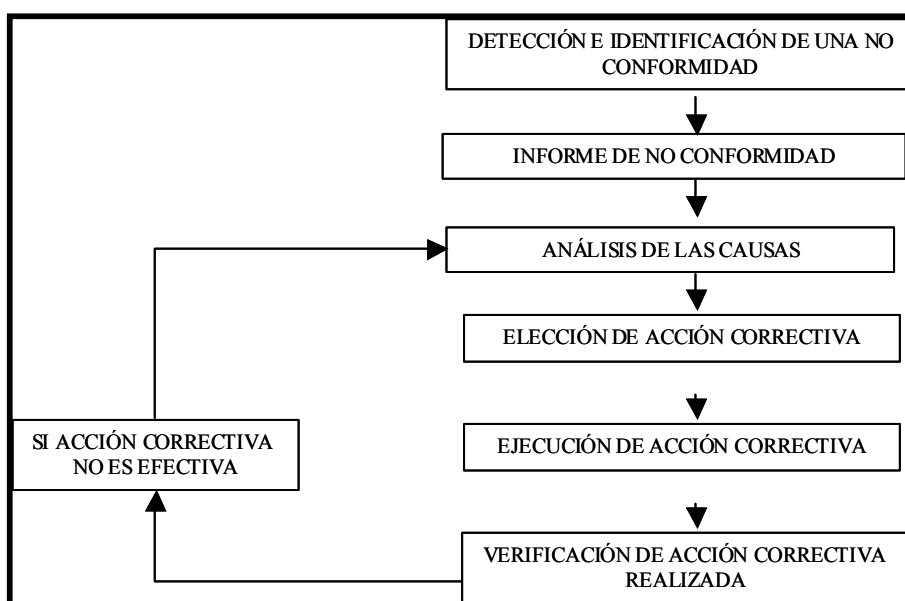 DETECCIÓN E IDENTIFICACIÓN DE UNA NO
CONFORMIDAD
INFORME DE NO CONFORMIDAD
ANÁLISIS DE LAS CAUSAS
ELECCIÓN DE ACCIÓN CORRECTIVA
SI ACCIÓN CORRECTIVA
NO ES EFECTIVA
EJECUCIÓN DE ACCIÓN CORRECTIVA
VERIFICACIÓN DE ACCIÓN CORRECTIVA
REALIZADA